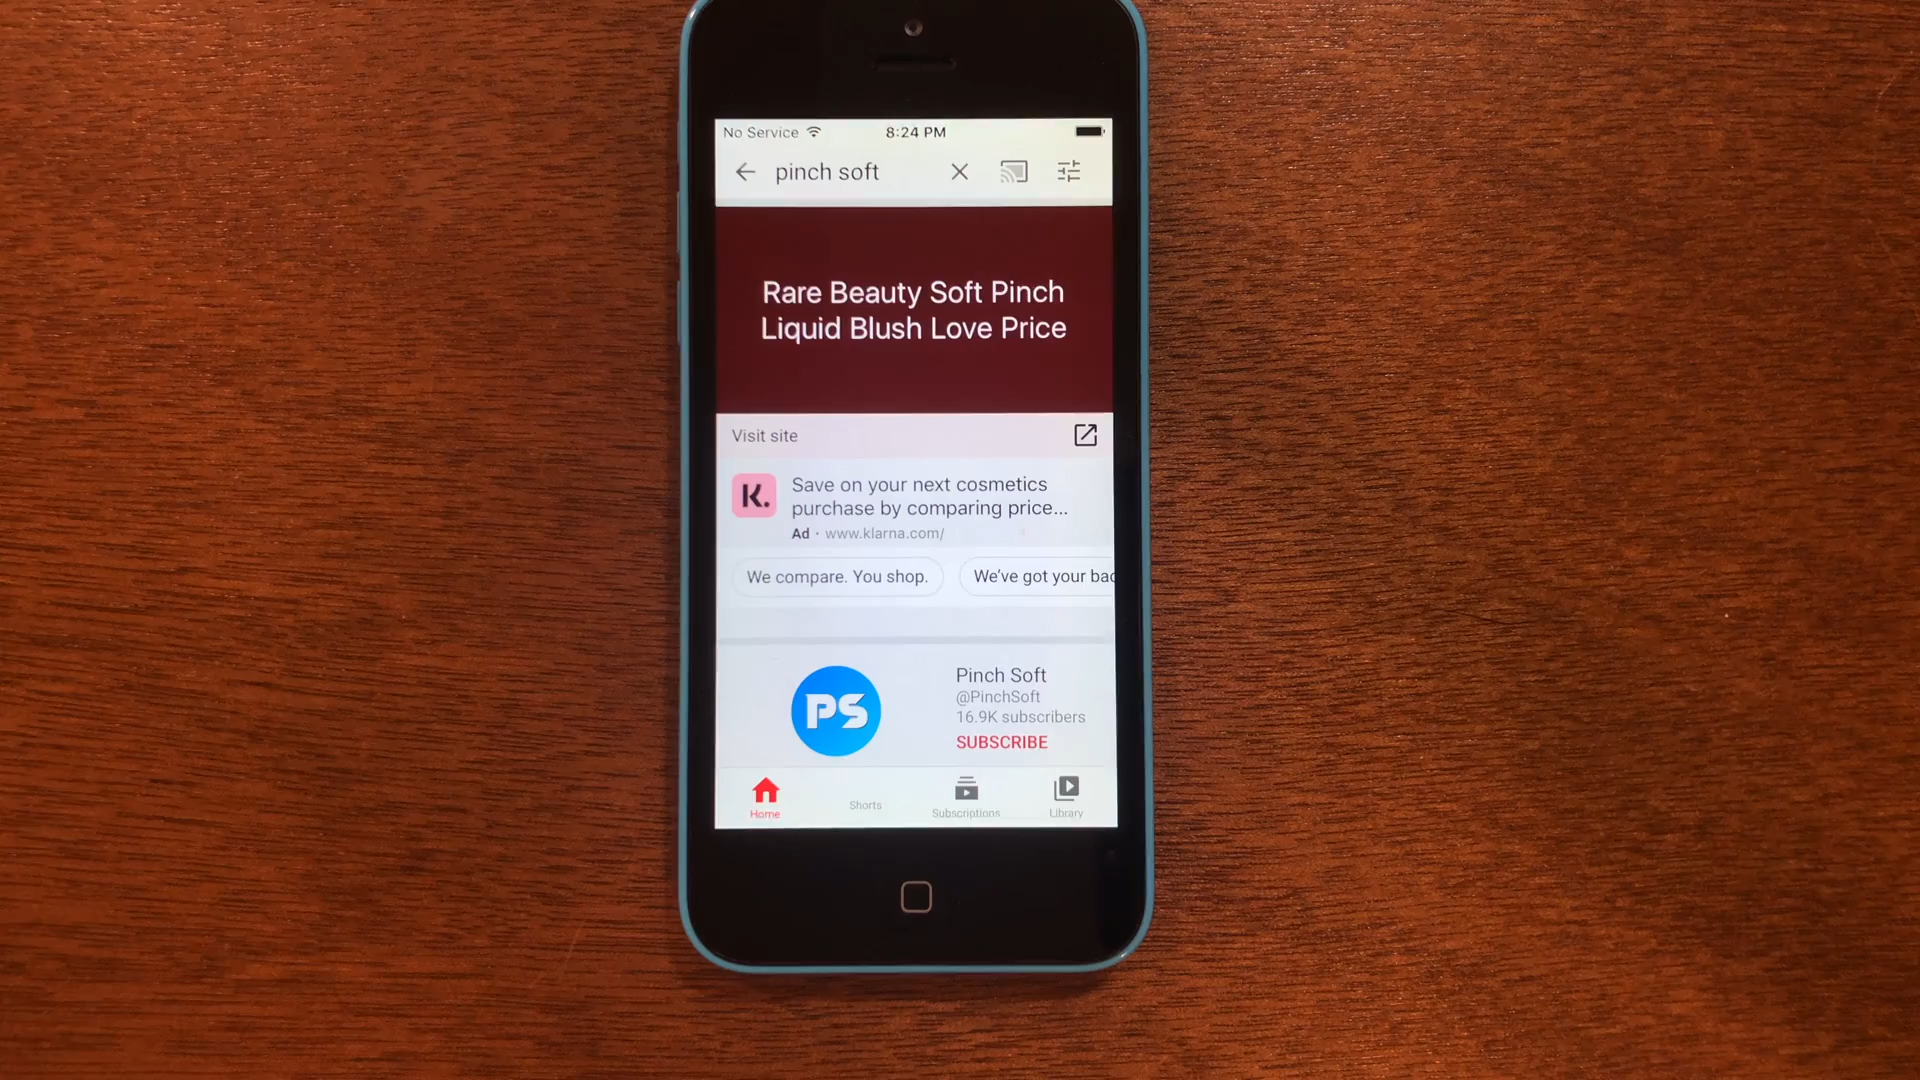 No Service 8:24 PM
pinch soft
Rare Beauty Soft Pinch
Liquid Blush Love Price
Visit site
K.
Save on your next cosmetics
purchase by comparing price...
Ad · www.klarna.com/
We compare. You shop. We've got your bac
PS
Pinch Soft
@PinchSoft
16.9K subscribers
SUBSCRIBE
Home Shorts Subscriptions Library